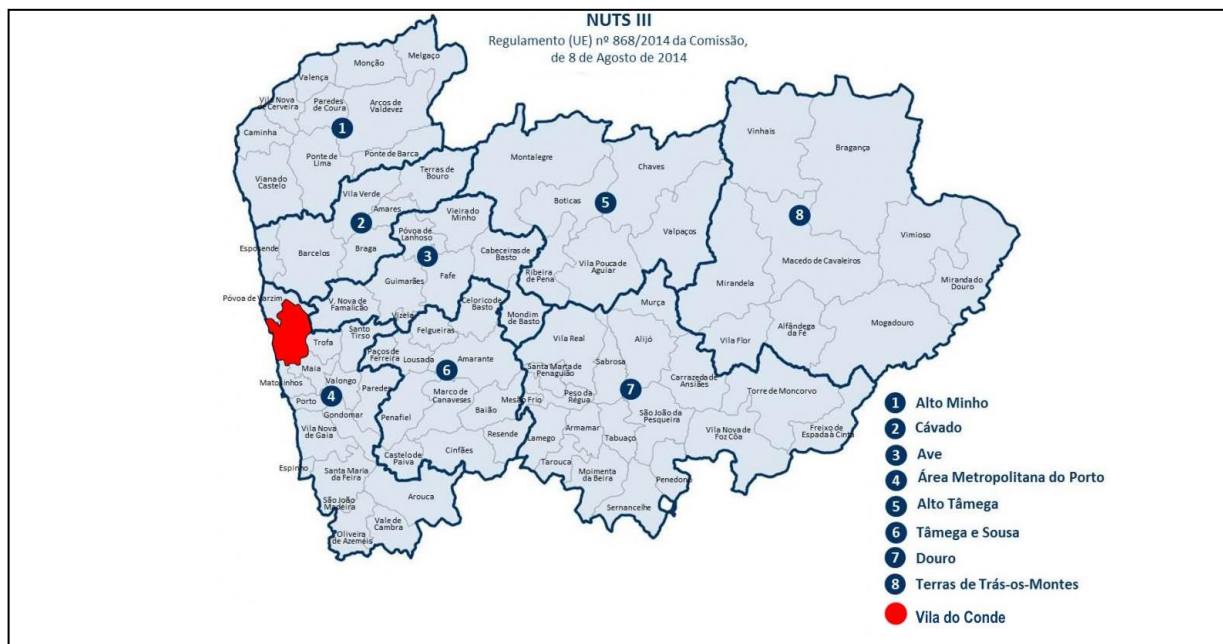 NUTS III
Regulamento (UE) nº 868/2014 da Comissão,
de 8 de Agosto de 2014
Melgaço
Monção
Valença
Vila Nova
de Cerveira
Paredes
de Coura
Arcos de
Valdevez
1
Caminha
Ponte de
Lima
Ponte de Barca
Viana do
Castelo
Terras de
Bouro
Vila Verde
Amares
2
Esposende
Barcelos
Braga
Vieira do
Minho
Póvoa de
Lanhoso
3
Cabeceiras de
Basto
Guimarães
Fafe
V. Nova de
Famalicão
Vizela
Póvoa de Varzim
Montalegre
Chaves
Boticas
5
Valpaços
Vila Pouca de
Aguiar
Ribeira
de Pena
Vinhais
Bragança
8
Vimioso
Macedo de Cavaleiros
Miranda do
Douro
Mirandela
Mogadouro
Alfândega
da Fé
Vila Flor
Celorico de
Basto
Mondim
de Basto
Felgueiras
Santo
Tirso
Trofa
Paços de
Ferreira
Lousada
Amarante
6
Maia
Matosinhos
Valongo
Paredes
4
Porto
Gondomar
Penafiel
Marco de
Canaveses
Baião
Mesão Frio
Vila Nova
de Gaia
Resende
Castelo de
Paiva
Cinfães
Espinho
Santa Maria
da Feira
Arouca
São João
Madeira
Vale de
Cambra
Oliveira
de Azeméis
Murça
Vila Real
Alijó
Sabrosa
Santa Marta de
Penaguião
Carrazeda de
Ansiães
7
Peso da
Régua
Torre de Moncorvo
São João da
Pesqueira
Armamar
Lamego
Tabuaço
Vila Nova de
Foz Côa
Freixo de
Espada à Cinta
Tarouca
Moimenta
da Beira
Penedono
Sernancelhe
1 Alto Minho
2 Cávado
3 Ave
4 Área Metropolitana do Porto
5 Alto Tâmega
6 Tâmega e Sousa
7 Douro
8 Terras de Trás-os-Montes
Vila do Conde